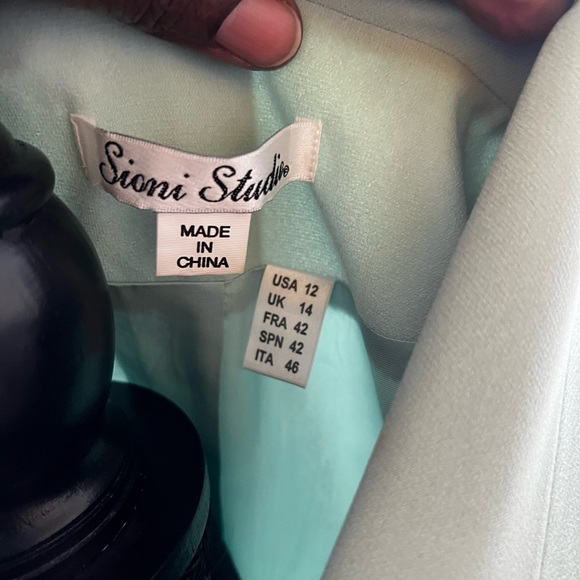 Sioni Studio®
MADE
IN
CHINA
USA 12
UK 14
FRA 42
SPN 42
ITA 46